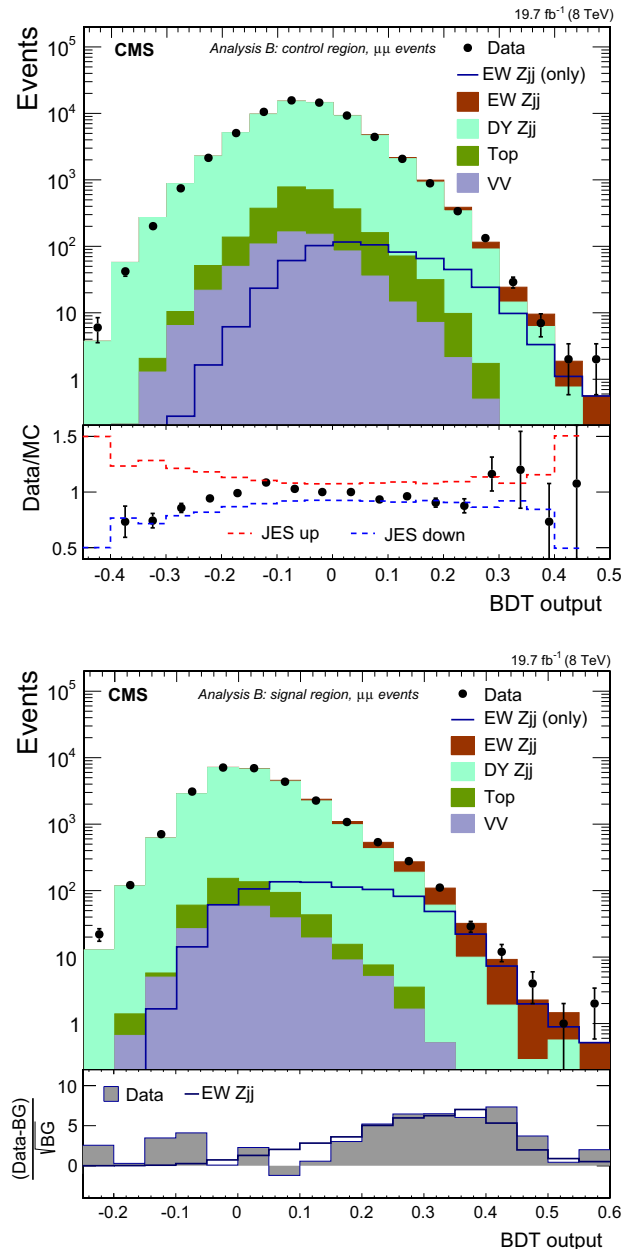 19.7 fb⁻¹ (8 TeV)
CMS
Analysis B: control region, μμ events
Data
EW Zjj (only)
EW Zjj
DY Zjj
Top
VV
Events
10⁵
10⁴
10³
10²
10
1
Data/MC
1.5
1
0.5
JES up
JES down
-0.4 -0.3 -0.2 -0.1 0 0.1 0.2 0.3 0.4 0.5
BDT output
19.7 fb⁻¹ (8 TeV)
CMS
Analysis B: signal region, μμ events
Data
EW Zjj (only)
EW Zjj
DY Zjj
Top
VV
Events
10⁵
10⁴
10³
10²
10
1
(Data-BG)
√BG
10
5
0
Data
EW Zjj
-0.2 -0.1 0 0.1 0.2 0.3 0.4 0.5 0.6
BDT output